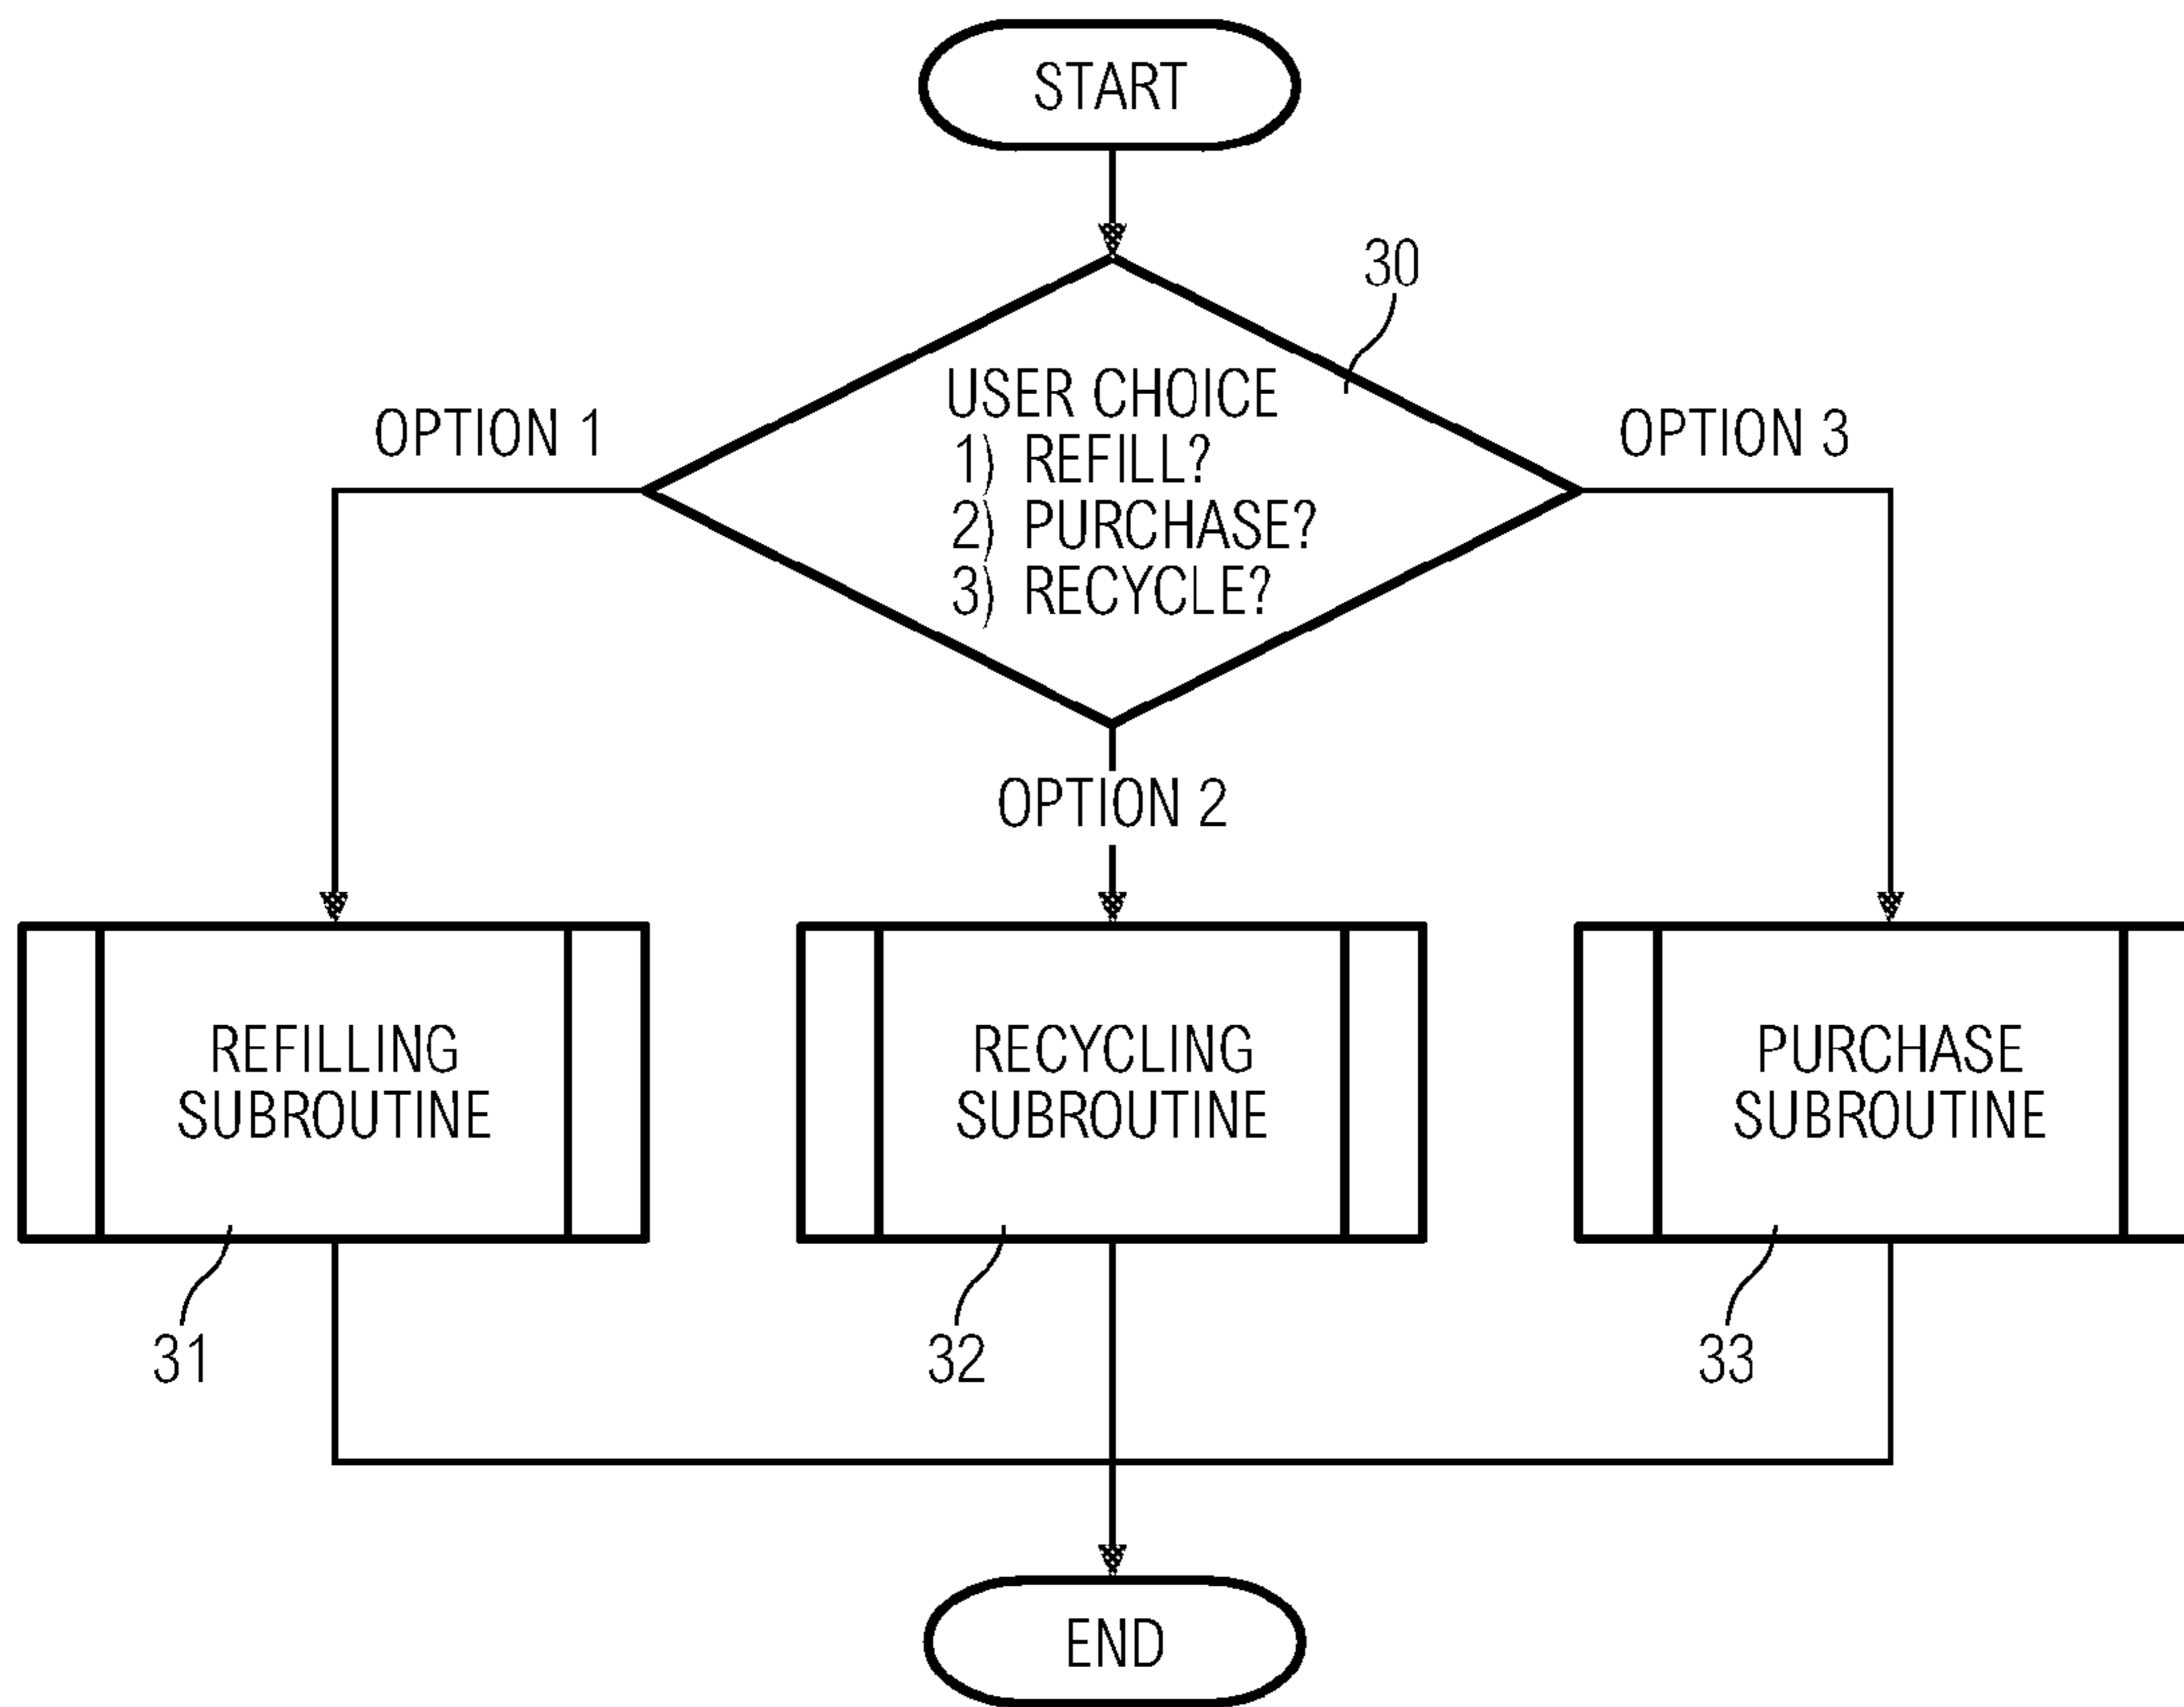 START
30
USER CHOICE
1) REFILL?
2) PURCHASE?
3) RECYCLE?
OPTION 1
OPTION 3
OPTION 2
REFILLING
SUBROUTINE
RECYCLING
SUBROUTINE
PURCHASE
SUBROUTINE
31
32
33
END